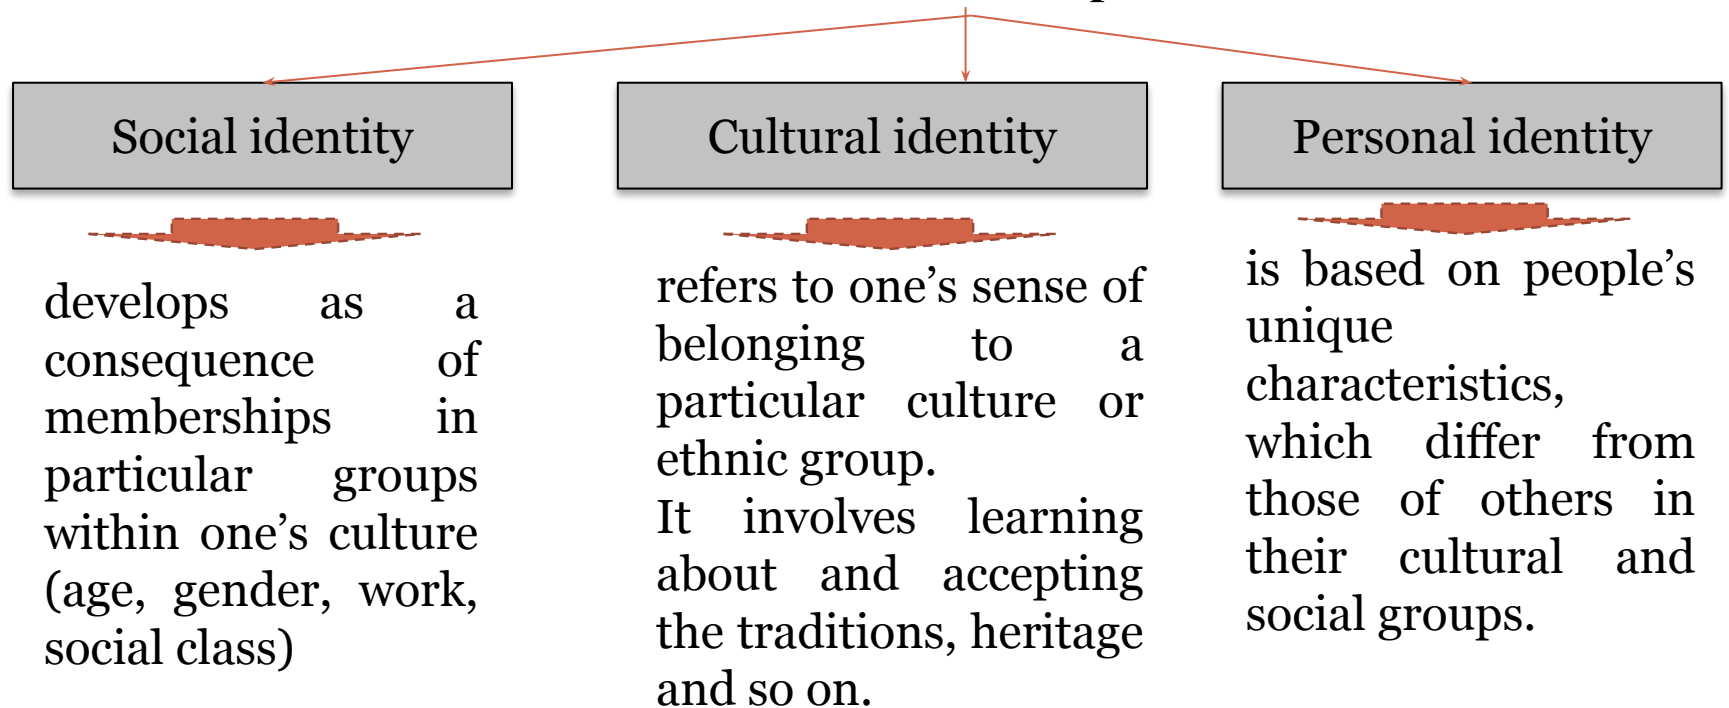 Social identity
Cultural identity
Personal identity
develops as a
consequence of
memberships in
particular groups
within one’s culture
(age, gender, work,
social class)
refers to one’s sense of
belonging to a
particular culture or
ethnic group.
It involves learning
about and accepting
the traditions, heritage
and so on.
is based on people’s
unique
characteristics,
which differ from
those of others in
their cultural and
social groups.